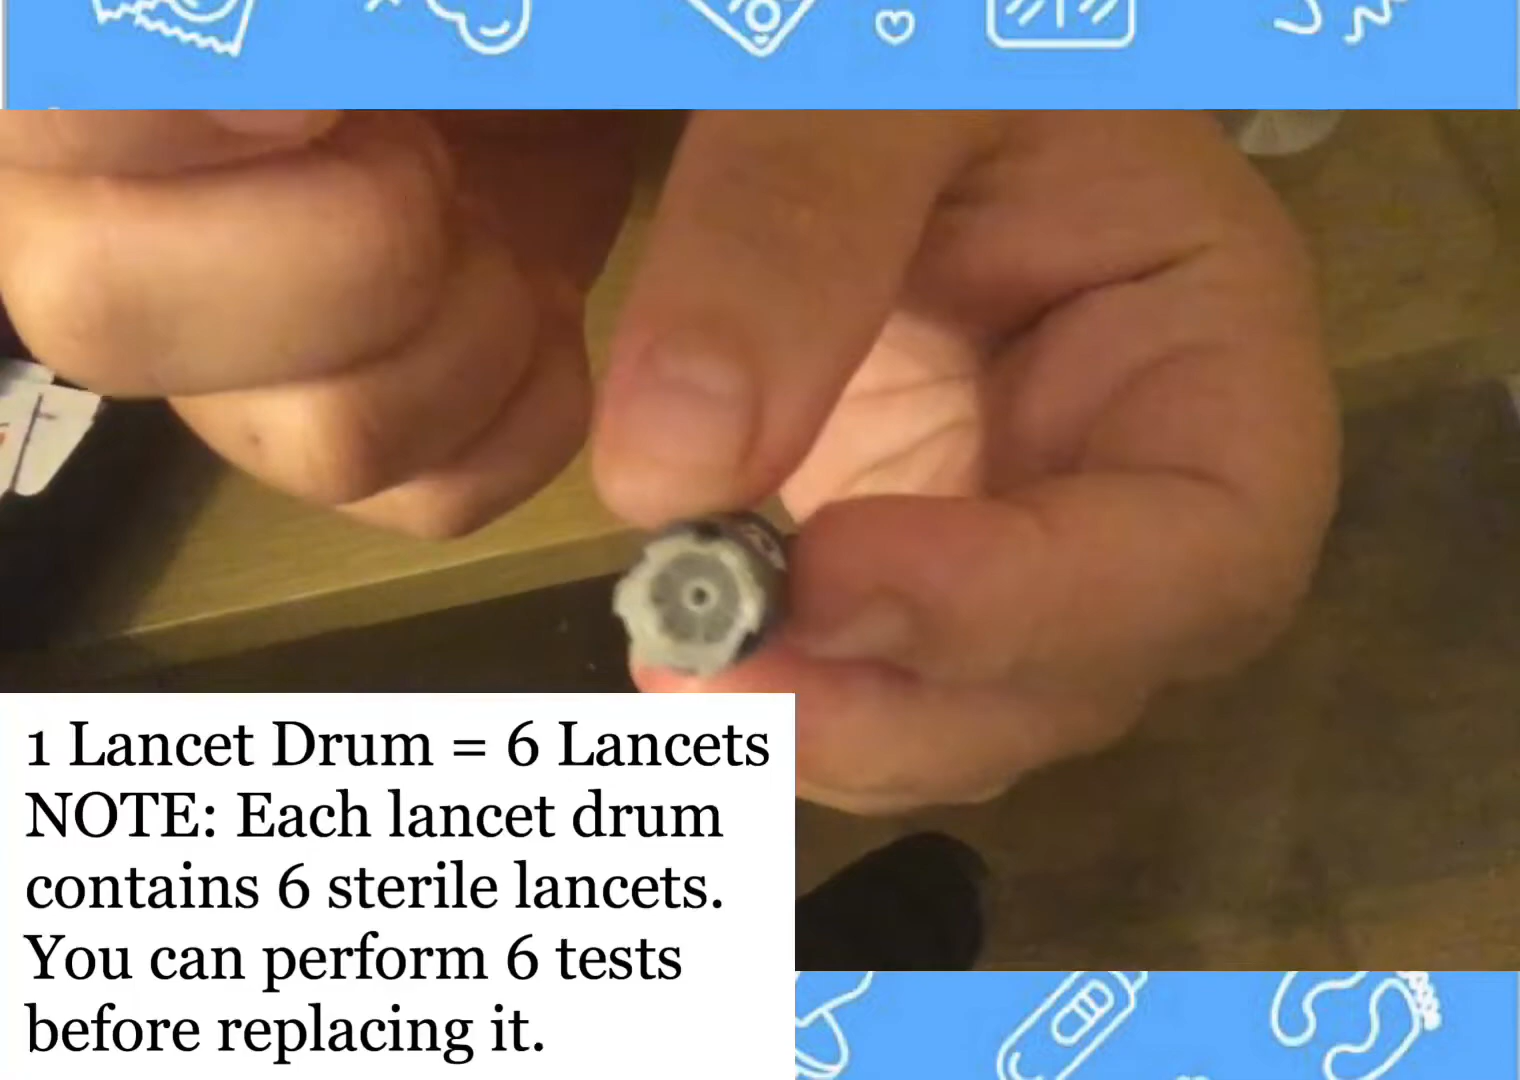 1 Lancet Drum = 6 Lancets
NOTE: Each lancet drum
contains 6 sterile lancets.
You can perform 6 tests
before replacing it.